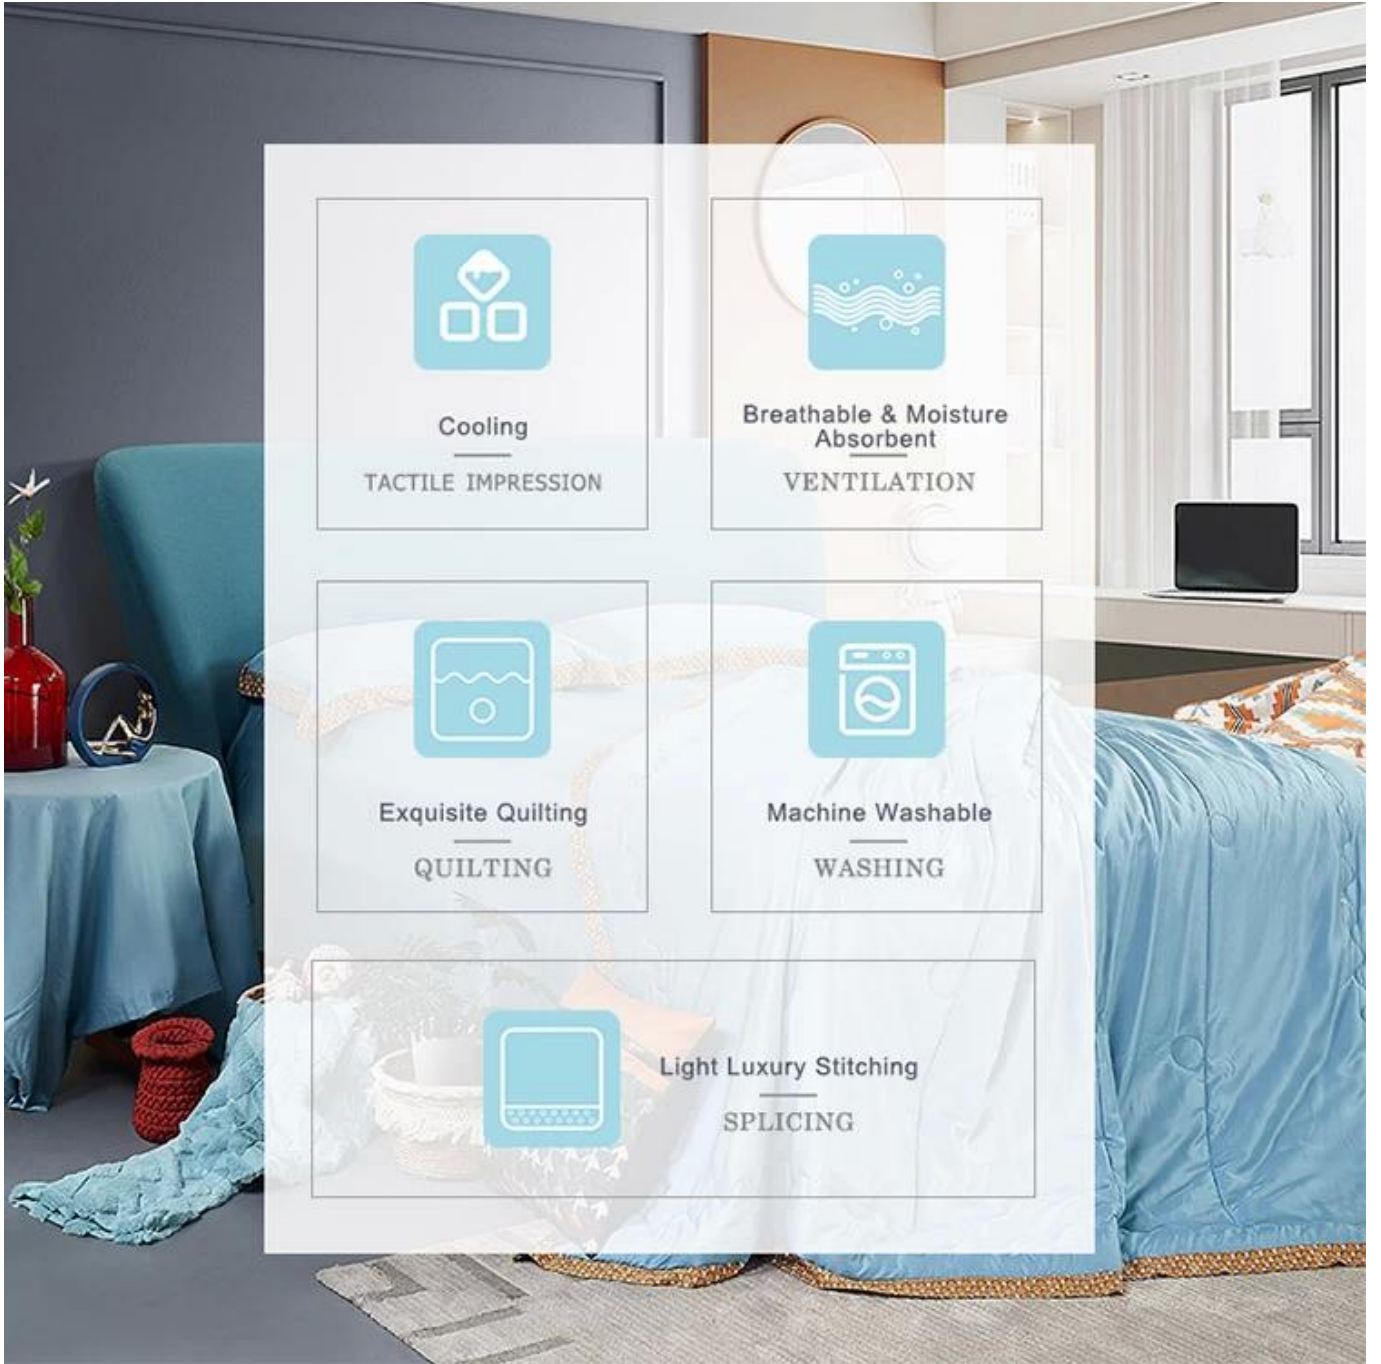 Cooling
TACTILE IMPRESSION
Breathable & Moisture
Absorbent
VENTILATION
Exquisite Quilting
QUILTING
Machine Washable
WASHING
Light Luxury Stitching
SPLICING